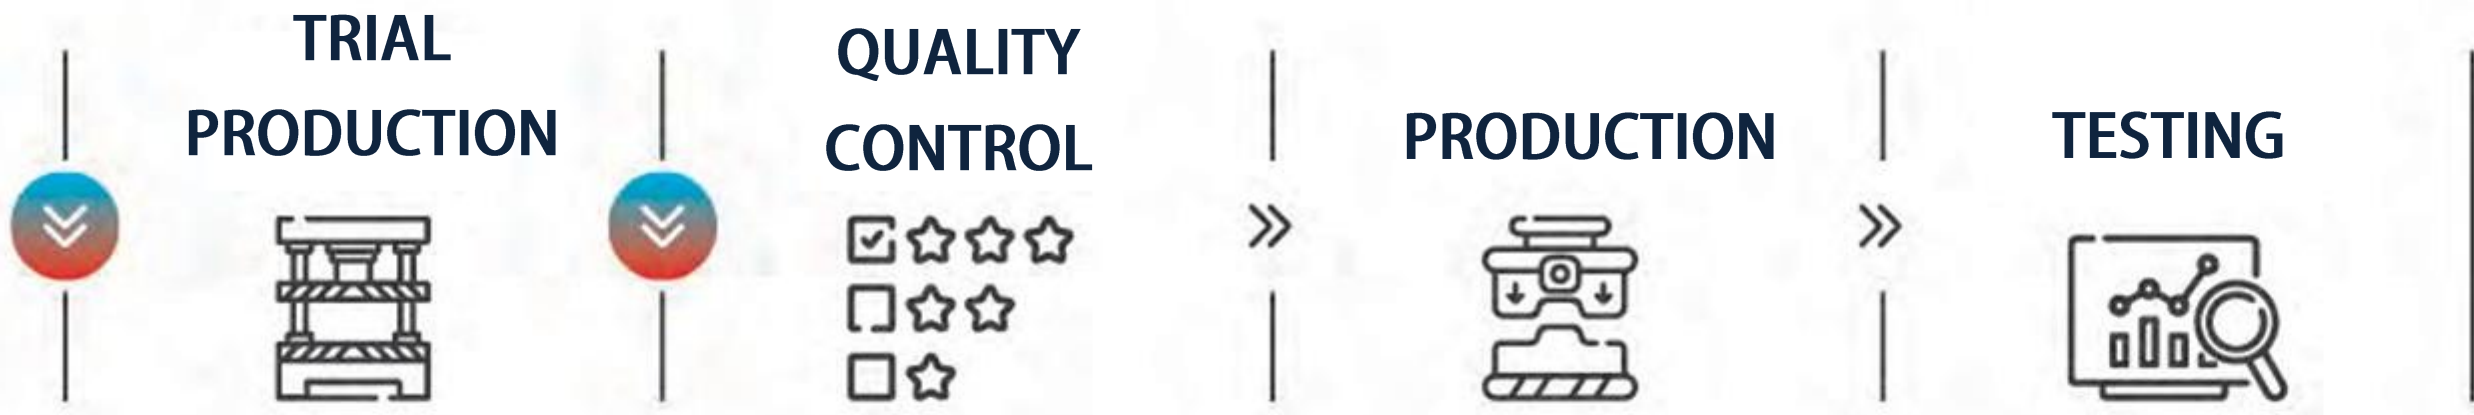 TRIAL
PRODUCTION
QUALITY
CONTROL
PRODUCTION
TESTING